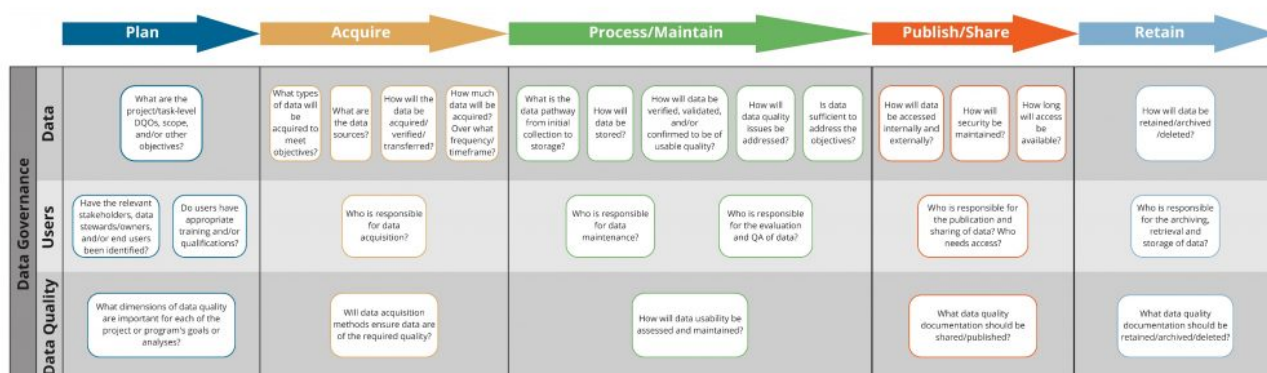 Plan
Acquire
Process/Maintain
Publish/Share
Retain
Data Governance
Data
What are the
project/task-level
DQOs, scope,
and/or other
objectives?
What types
of data will
be
acquired to
meet
objectives?
What are
the data
sources?
How will the
data be
acquired/
verified/
transferred?
How much
data will be
acquired?
Over what
frequency/
timeframe?
What is the
data pathway
from initial
collection to
storage?
How will
data be
stored?
How will data be
verified, validated,
and/or
confirmed to be of
usable quality?
How will
data quality
issues be
addressed?
Is data
sufficient to
address the
objectives?
How will data
be accessed
internally and
externally?
How will
security be
maintained?
How long
will access
be
available?
How will data be
retained/archived
/deleted?
Users
Have the relevant
stakeholders, data
stewards/owners,
and/or end users
been identified?
Do users have
appropriate
training and/or
qualifications?
Who is responsible
for data
acquisition?
Who is responsible
for data
maintenance?
Who is responsible
for the evaluation
and QA of data?
Who is responsible for
the publication and
sharing of data? Who
needs access?
Who is responsible
for the archiving,
retrieval and
storage of data?
Data Quality
What dimensions of data quality
are important for each of the
project or program's goals or
analyses?
Will data acquisition
methods ensure data are
of the required quality?
How will data usability be
assessed and maintained?
What data quality
documentation should be
shared/published?
What data quality
documentation should be
retained/archived/deleted?